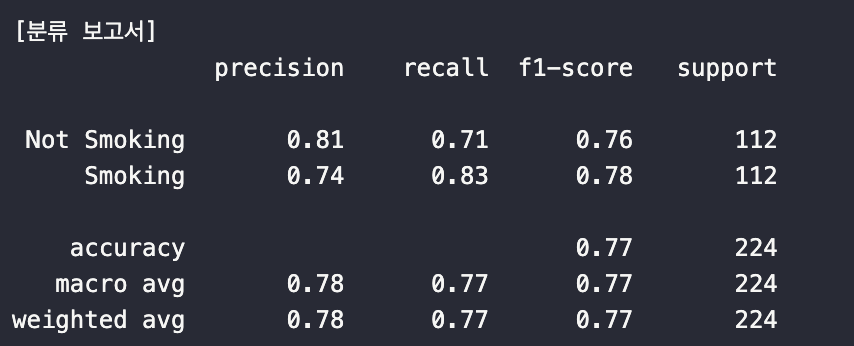 [분류 보고서]
precision recall f1-score support
Not Smoking 0.81 0.71 0.76 112
Smoking 0.74 0.83 0.78 112
accuracy 0.77 224
macro avg 0.78 0.77 0.77 224
weighted avg 0.78 0.77 0.77 224